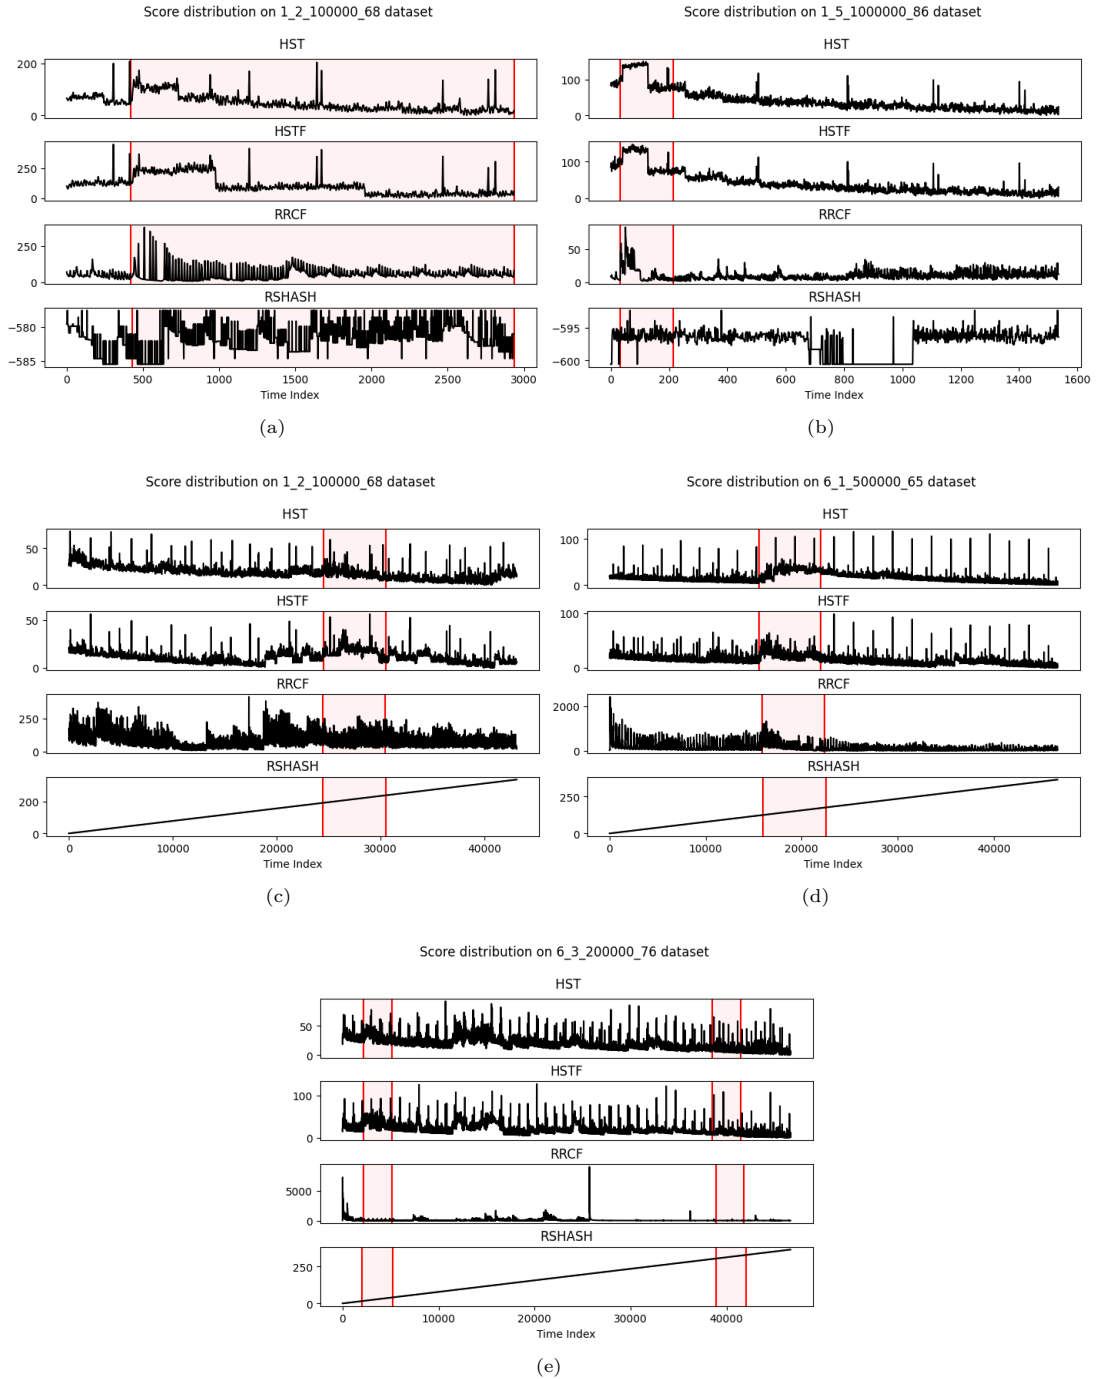 Score distribution on 1_2_100000_68 dataset
HST
200
0
HSTF
250
0
RRCF
250
0
RSHASH
−580
−585
0 500 1000 1500 2000 2500 3000
Time Index
(a)
Score distribution on 1_5_1000000_86 dataset
HST
100
0
HSTF
100
0
RRCF
50
0
RSHASH
−595
−600
0 200 400 600 800 1000 1200 1400 1600
Time Index
(b)
Score distribution on 1_2_100000_68 dataset
HST
50
0
HSTF
50
0
RRCF
250
0
RSHASH
200
0
0 10000 20000 30000 40000
Time Index
(c)
Score distribution on 6_1_500000_65 dataset
HST
100
0
HSTF
100
0
RRCF
2000
0
RSHASH
250
0
0 10000 20000 30000 40000
Time Index
(d)
Score distribution on 6_3_200000_76 dataset
HST
50
0
HSTF
100
0
RRCF
5000
0
RSHASH
250
0
0 10000 20000 30000 40000
Time Index
(e)